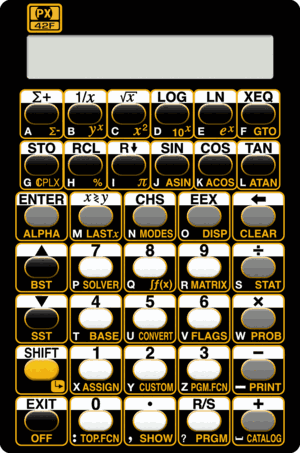 PX
42F
Σ+ 1/x √x LOG LN XEQ
A Σ- B yˣ C x² D 10ˣ E eˣ F GTO
STO RCL R⬇ SIN COS TAN
G ₵PLX H % I π J ASIN K ACOS L ATAN
ENTER x≷y CHS EEX ←
ALPHA M LASTx N MODES O DISP CLEAR
▲ 7 8 9 ÷
BST P SOLVER Q ∫f(x) R MATRIX S STAT
▼ 4 5 6 ×
SST T BASE U CONVERT V FLAGS W PROB
SHIFT 1 2 3 −
X ASSIGN Y CUSTOM Z PGM.FCN — PRINT
EXIT 0 . R/S +
OFF : TOP.FCN , SHOW ? PRGM ⎵ CATALOG